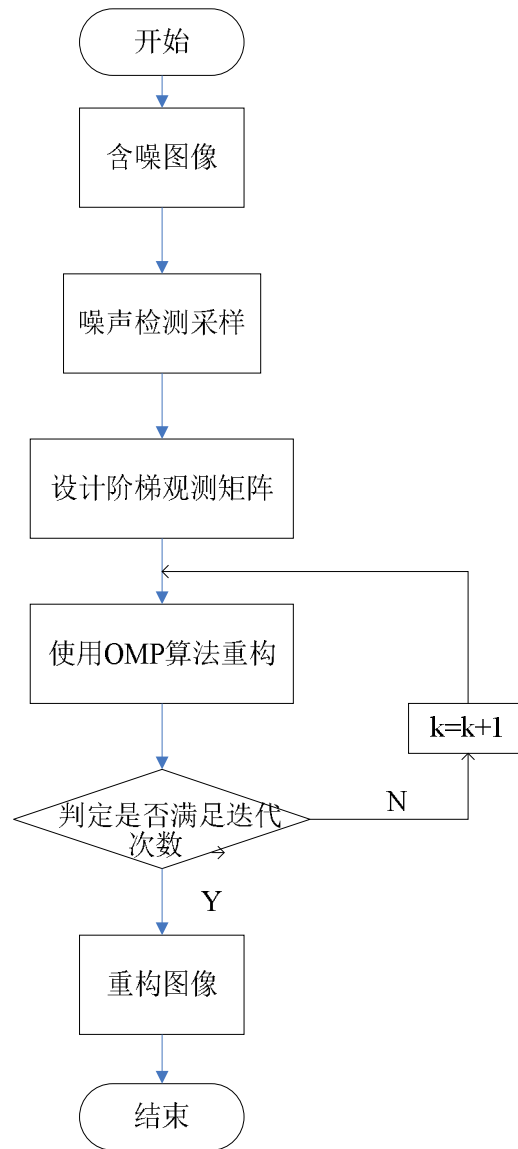 开始
含噪图像
噪声检测采样
设计阶梯观测矩阵
使用OMP算法重构
k=k+1
判定是否满足迭代
次数
N
Y
重构图像
结束